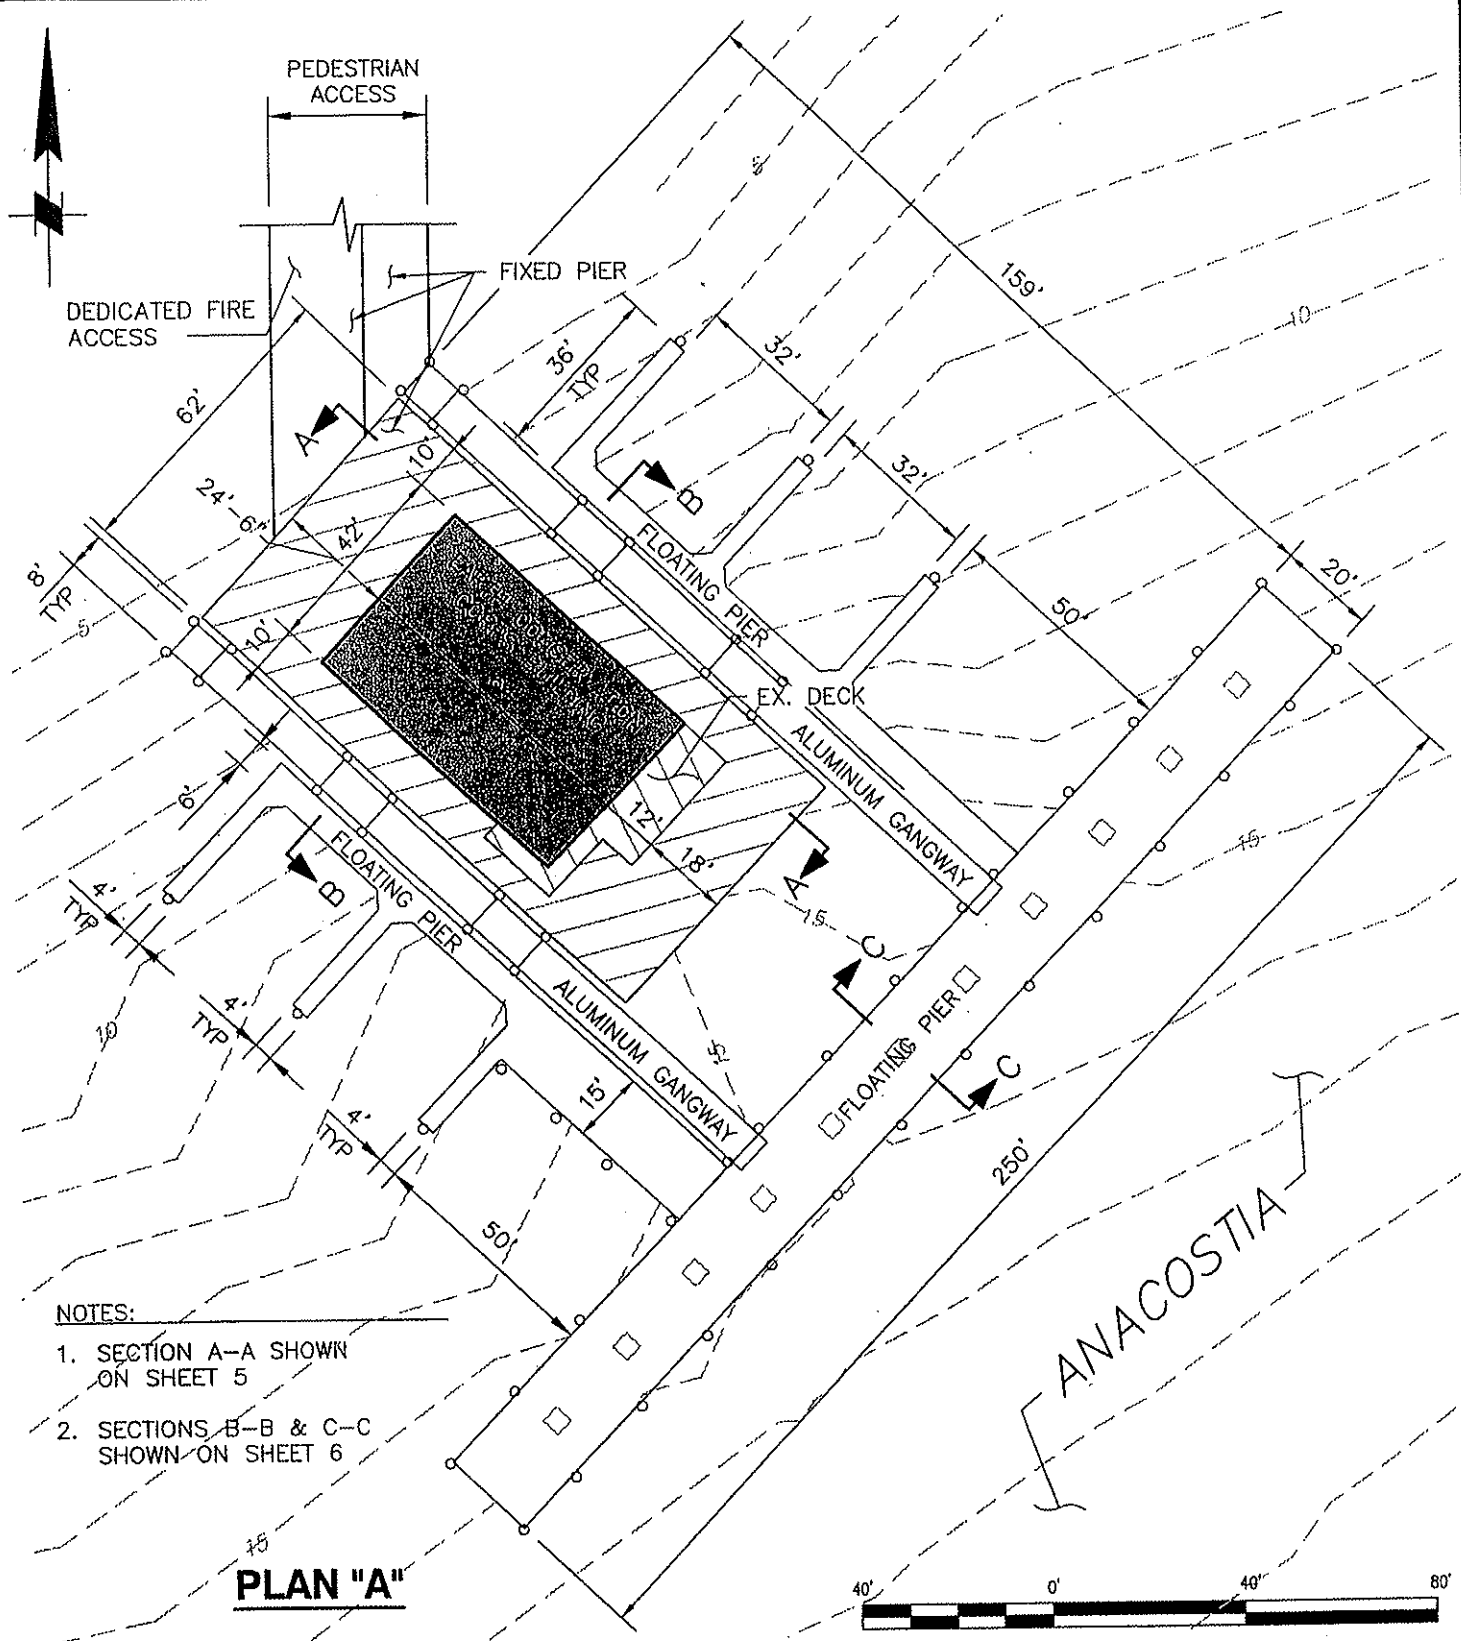 PEDESTRIAN
ACCESS
FIXED PIER
DEDICATED FIRE
ACCESS
159'
5
10
36'
TYP
32'
62'
A
10'
B
32'
24'-6"
42'
FLOATING PIER
20'
8'
TYP
5
10'
50'
EX. DECK
ALUMINUM GANGWAY
6'
12'
18'
15
A
15
B
FLOATING PIER
4'
TYP
C
ALUMINUM GANGWAY
FLOATING PIER
10
4'
TYP
15
C
15'
4'
TYP
250'
50'
ANACOSTIA
NOTES:
1. SECTION A-A SHOWN
ON SHEET 5
2. SECTIONS B-B & C-C
SHOWN ON SHEET 6
15
PLAN "A"
40' 0' 40' 80'